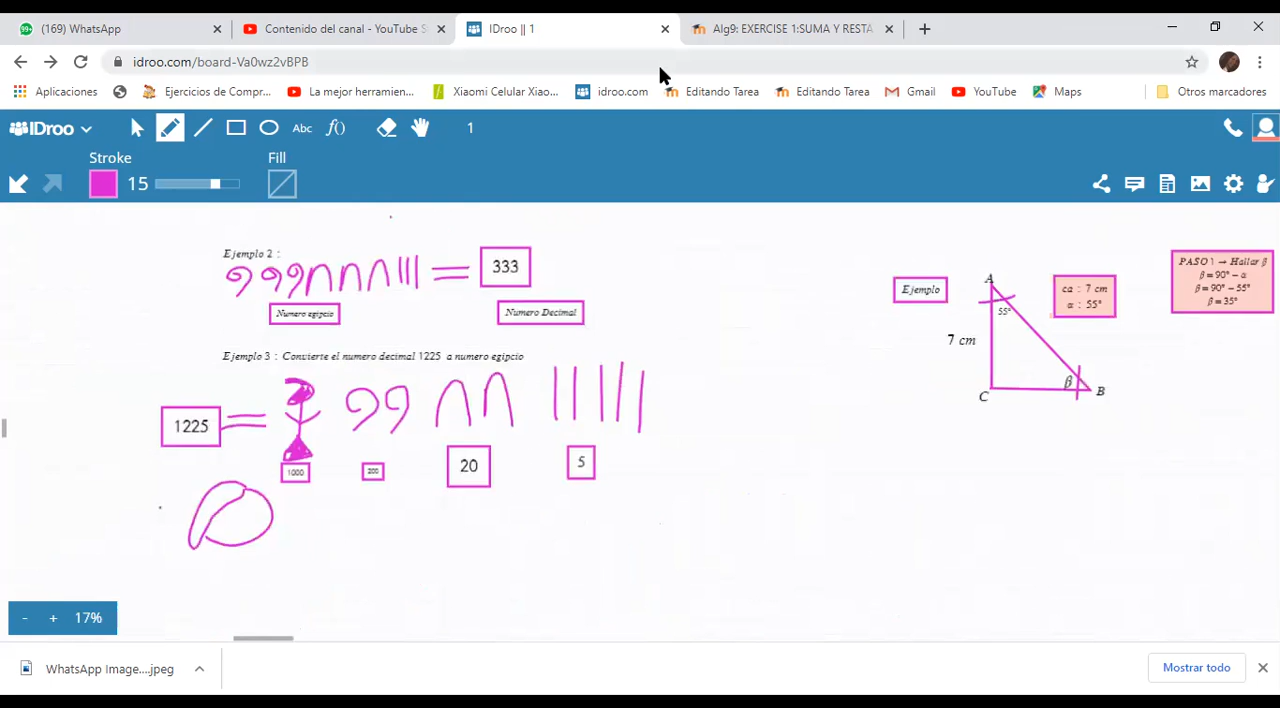 (169) WhatsApp
Contenido del canal - YouTube S
IDroo || 1
Alg9: EXERCISE 1:SUMA Y RESTA
idroo.com/board-Va0wz2vBPB
Aplicaciones
Ejercicios de Compr...
La mejor herramien...
Xiaomi Celular Xiao...
idroo.com
Editando Tarea
Editando Tarea
Gmail
YouTube
Maps
Otros marcadores
IDroo
Abc
f()
1
Stroke
Fill
15
Ejemplo 2 :
= 333
Numero egipcio
Numero Decimal
Ejemplo 3 : Convierte el numero decimal 1225 a numero egipcio
1225 =
1000
200
20
5
Ejemplo
A
55°
7 cm
C
β
B
ca : 7 cm
α : 55°
PASO 1 → Hallar β
β = 90° − α
β = 90° − 55°
β = 35°
- + 17%
WhatsApp Image....jpeg
Mostrar todo